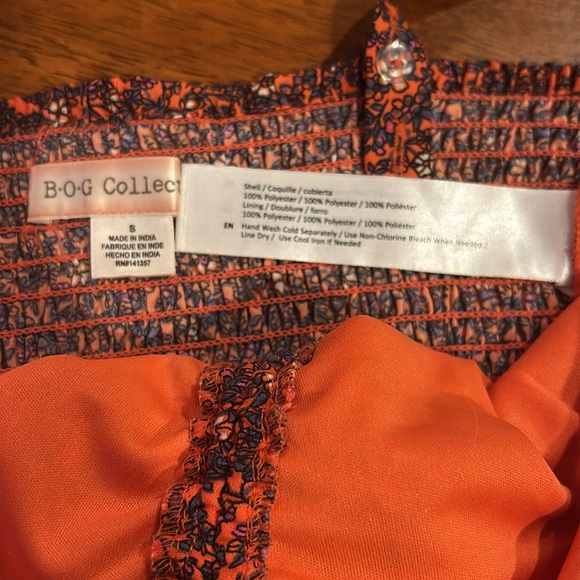 B·O·G Collec
S
MADE IN INDIA
FABRIQUE EN INDE
HECHO EN INDIA
RN#141357
Shell / Coquille / cubierta
100% Polyester / 100% Polyester / 100% Poliéster
Lining / Doublure / forro
100% Polyester / 100% Polyester / 100% Poliéster
EN Hand Wash Cold Separately / Use Non-Chlorine Bleach When Needed /
Line Dry / Use Cool Iron If Needed